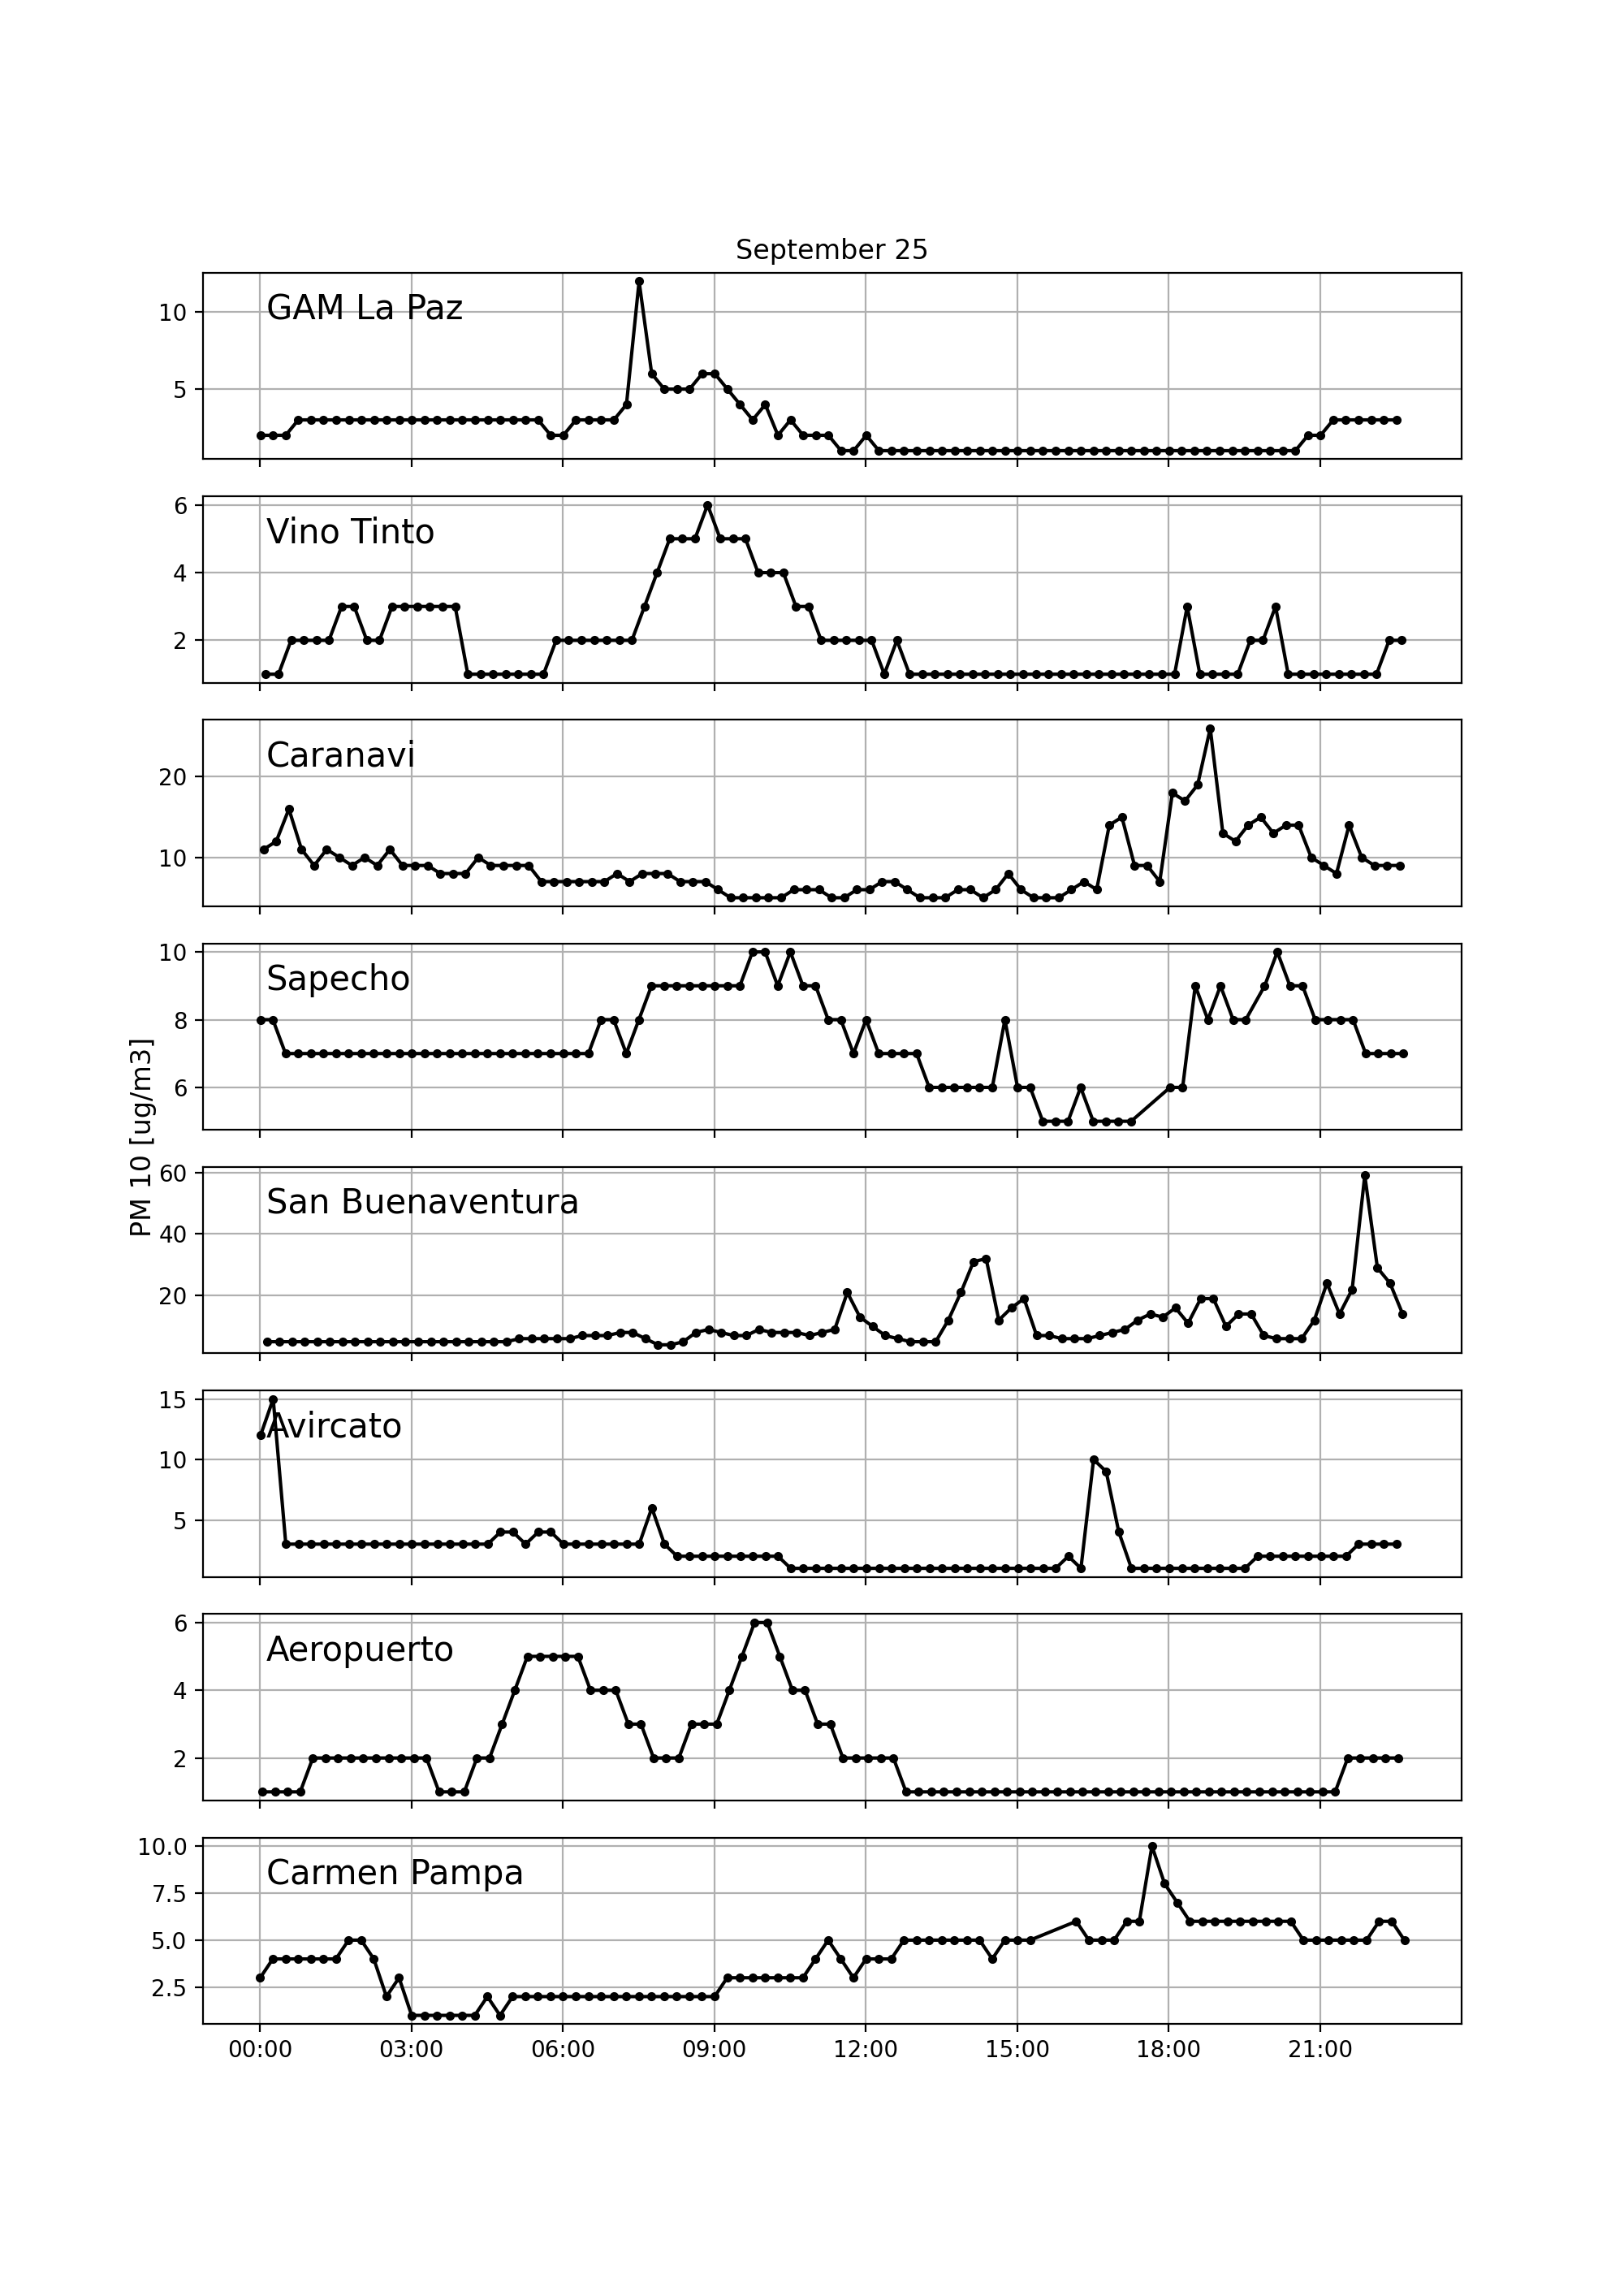 September 25
GAM La Paz
10
5
Vino Tinto
6
4
2
Caranavi
20
10
Sapecho
10
8
6
PM 10 [ug/m3]
San Buenaventura
60
40
20
Avircato
15
10
5
Aeropuerto
6
4
2
Carmen Pampa
10.0
7.5
5.0
2.5
00:00 03:00 06:00 09:00 12:00 15:00 18:00 21:00